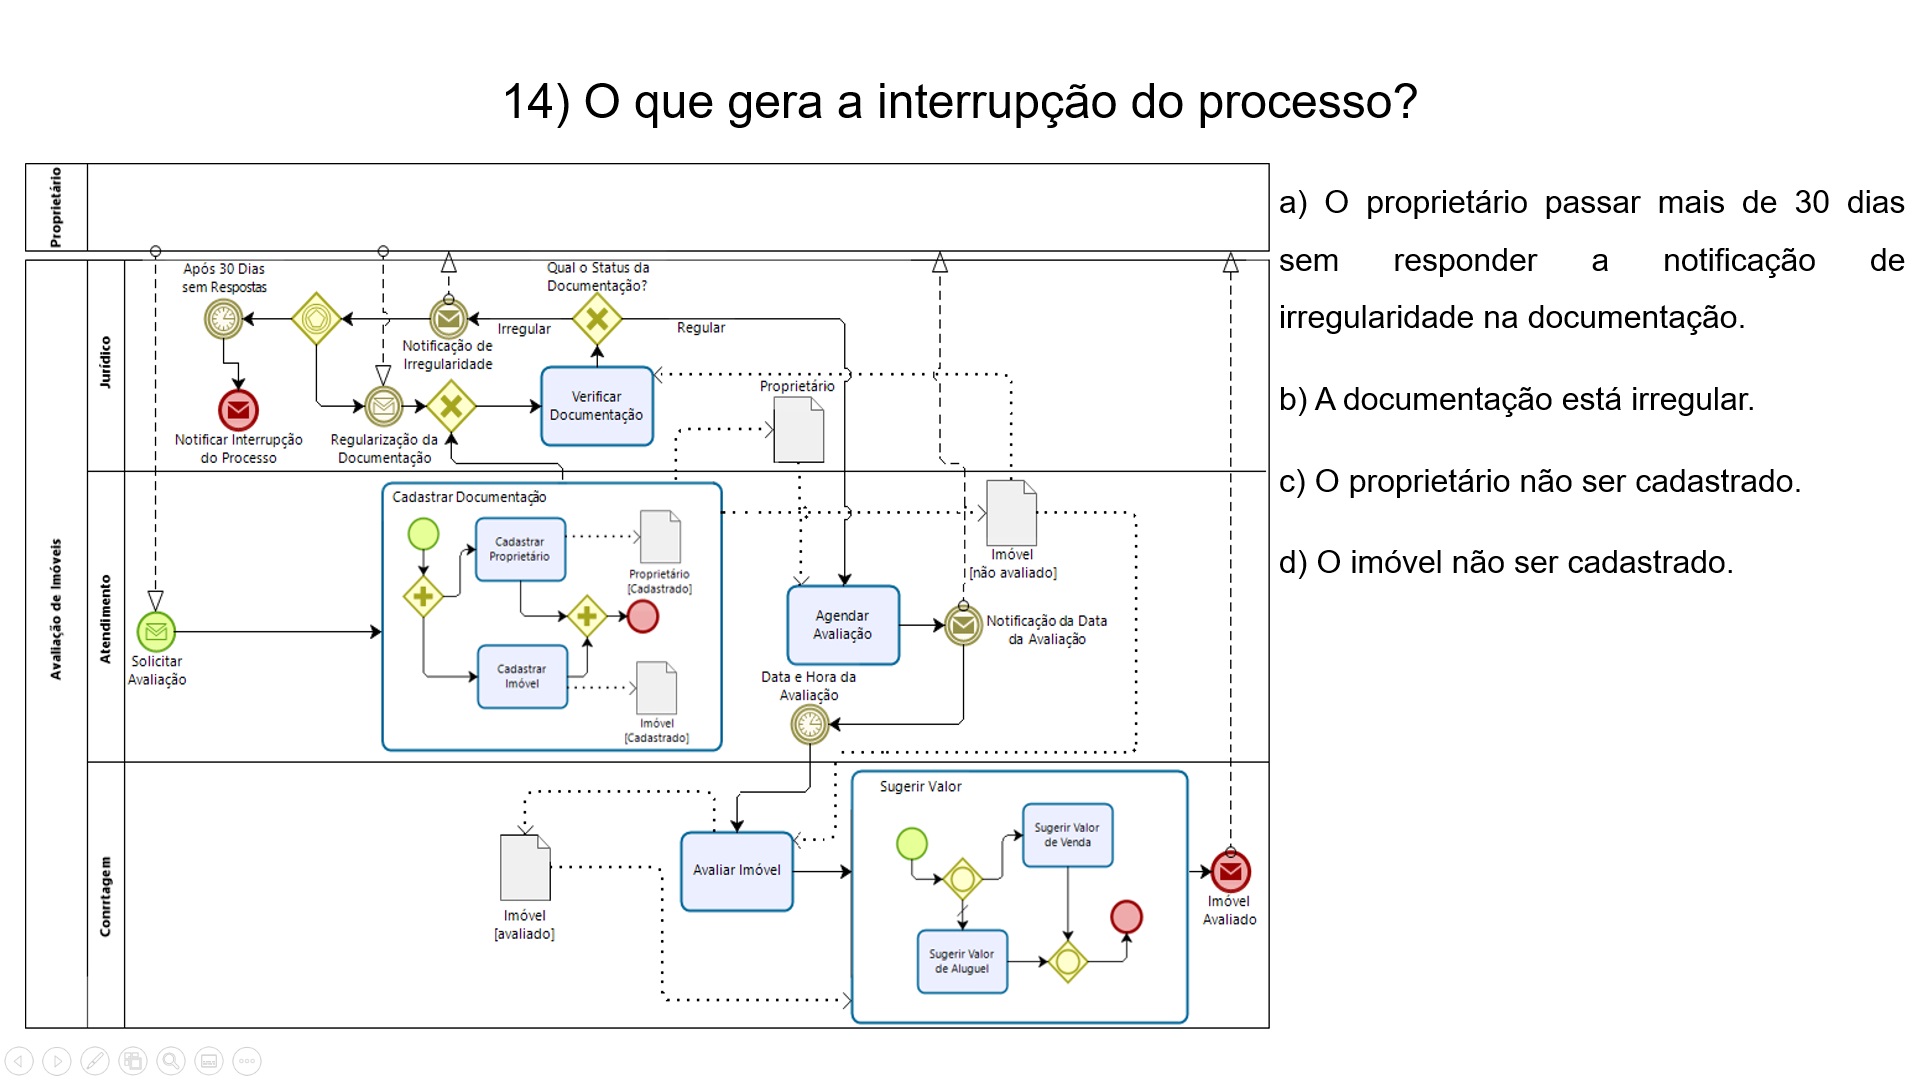 14) O que gera a interrupção do processo?
a) O proprietário passar mais de 30 dias
sem responder a notificação de
irregularidade na documentação.
b) A documentação está irregular.
c) O proprietário não ser cadastrado.
d) O imóvel não ser cadastrado.
Proprietário
Avaliação de Imóveis
Jurídico
Após 30 Dias
sem Respostas
Notificar Interrupção
do Processo
Regularização da
Documentação
Notificação de
Irregularidade
Irregular
Qual o Status da
Documentação?
Regular
Verificar
Documentação
Proprietário
Atendimento
Solicitar
Avaliação
Cadastrar Documentação
Cadastrar
Proprietário
Proprietário
[Cadastrado]
Cadastrar
Imóvel
Imóvel
[Cadastrado]
Imóvel
[não avaliado]
Agendar
Avaliação
Notificação da Data
da Avaliação
Data e Hora da
Avaliação
Conrrtagem
Imóvel
[avaliado]
Avaliar Imóvel
Sugerir Valor
Sugerir Valor
de Venda
Sugerir Valor
de Aluguel
Imóvel
Avaliado